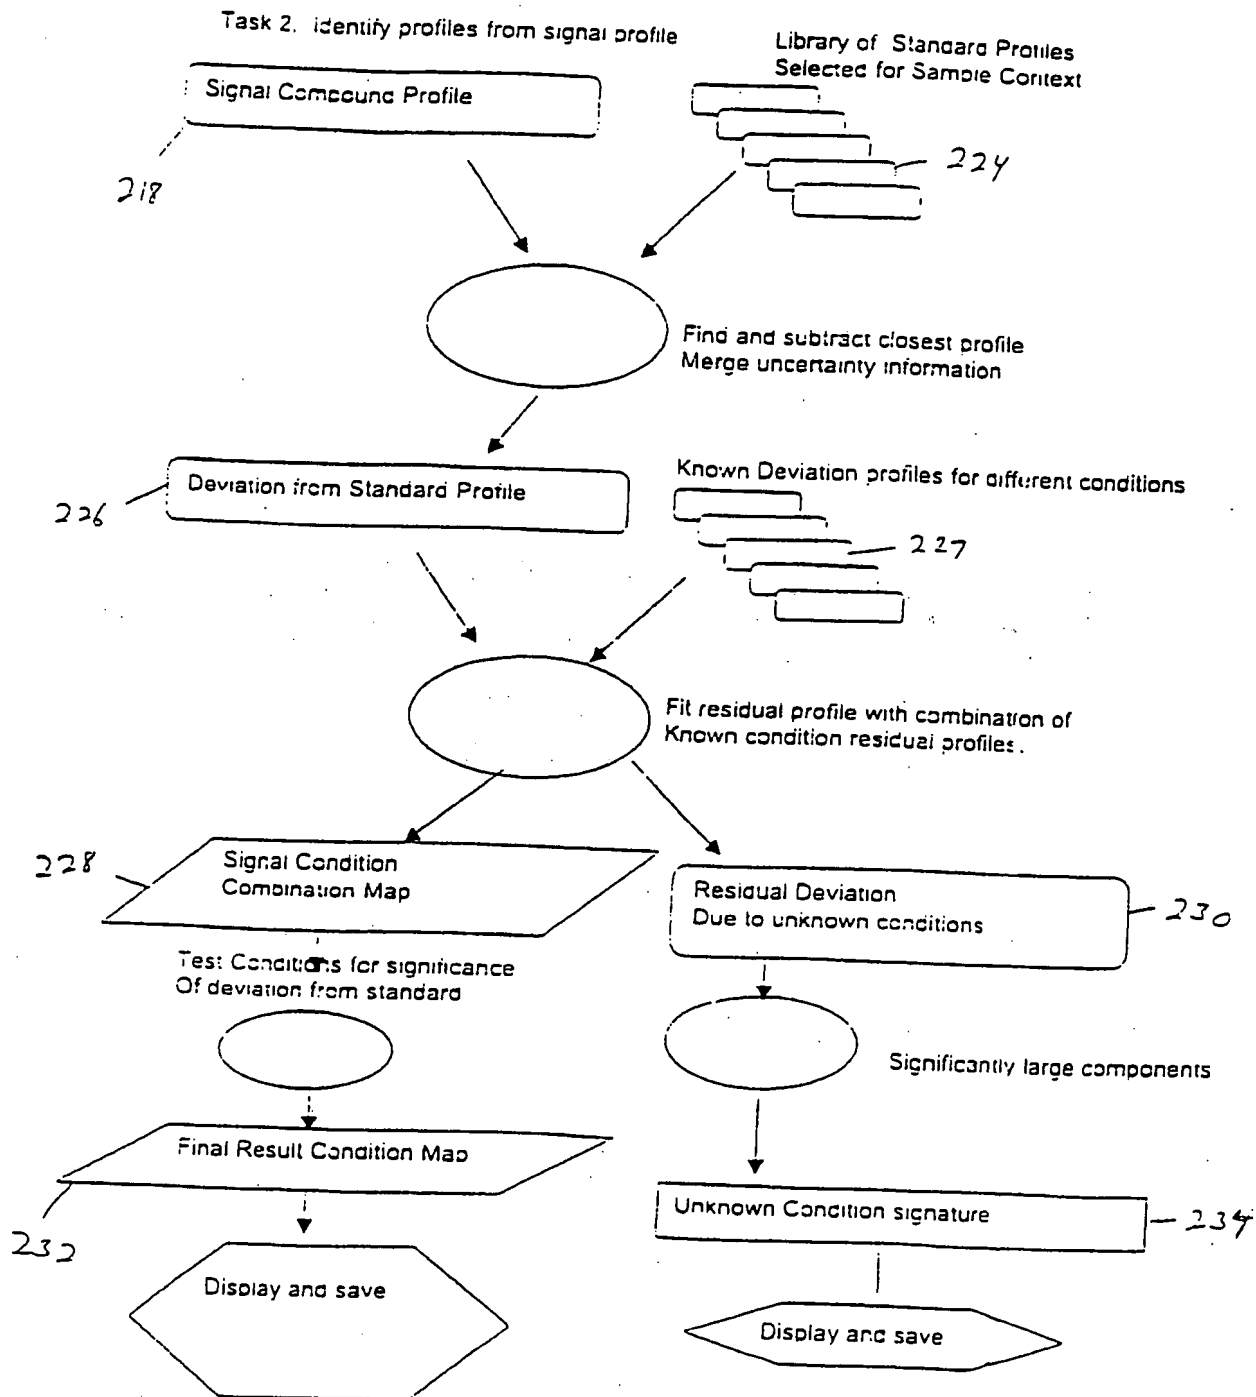 Task 2. Identify profiles from signal profile
Library of Standard Profiles
Selected for Sample Context
Signal Compound Profile
218
224
Find and subtract closest profile
Merge uncertainty information
Deviation from Standard Profile
226
Known Deviation profiles for different conditions
227
Fit residual profile with combination of
Known condition residual profiles.
228
Signal Condition
Combination Map
Residual Deviation
Due to unknown conditions
230
Test Conditions for significance
Of deviation from standard
Significantly large components
Final Result Condition Map
232
Unknown Condition signature
234
Display and save
Display and save